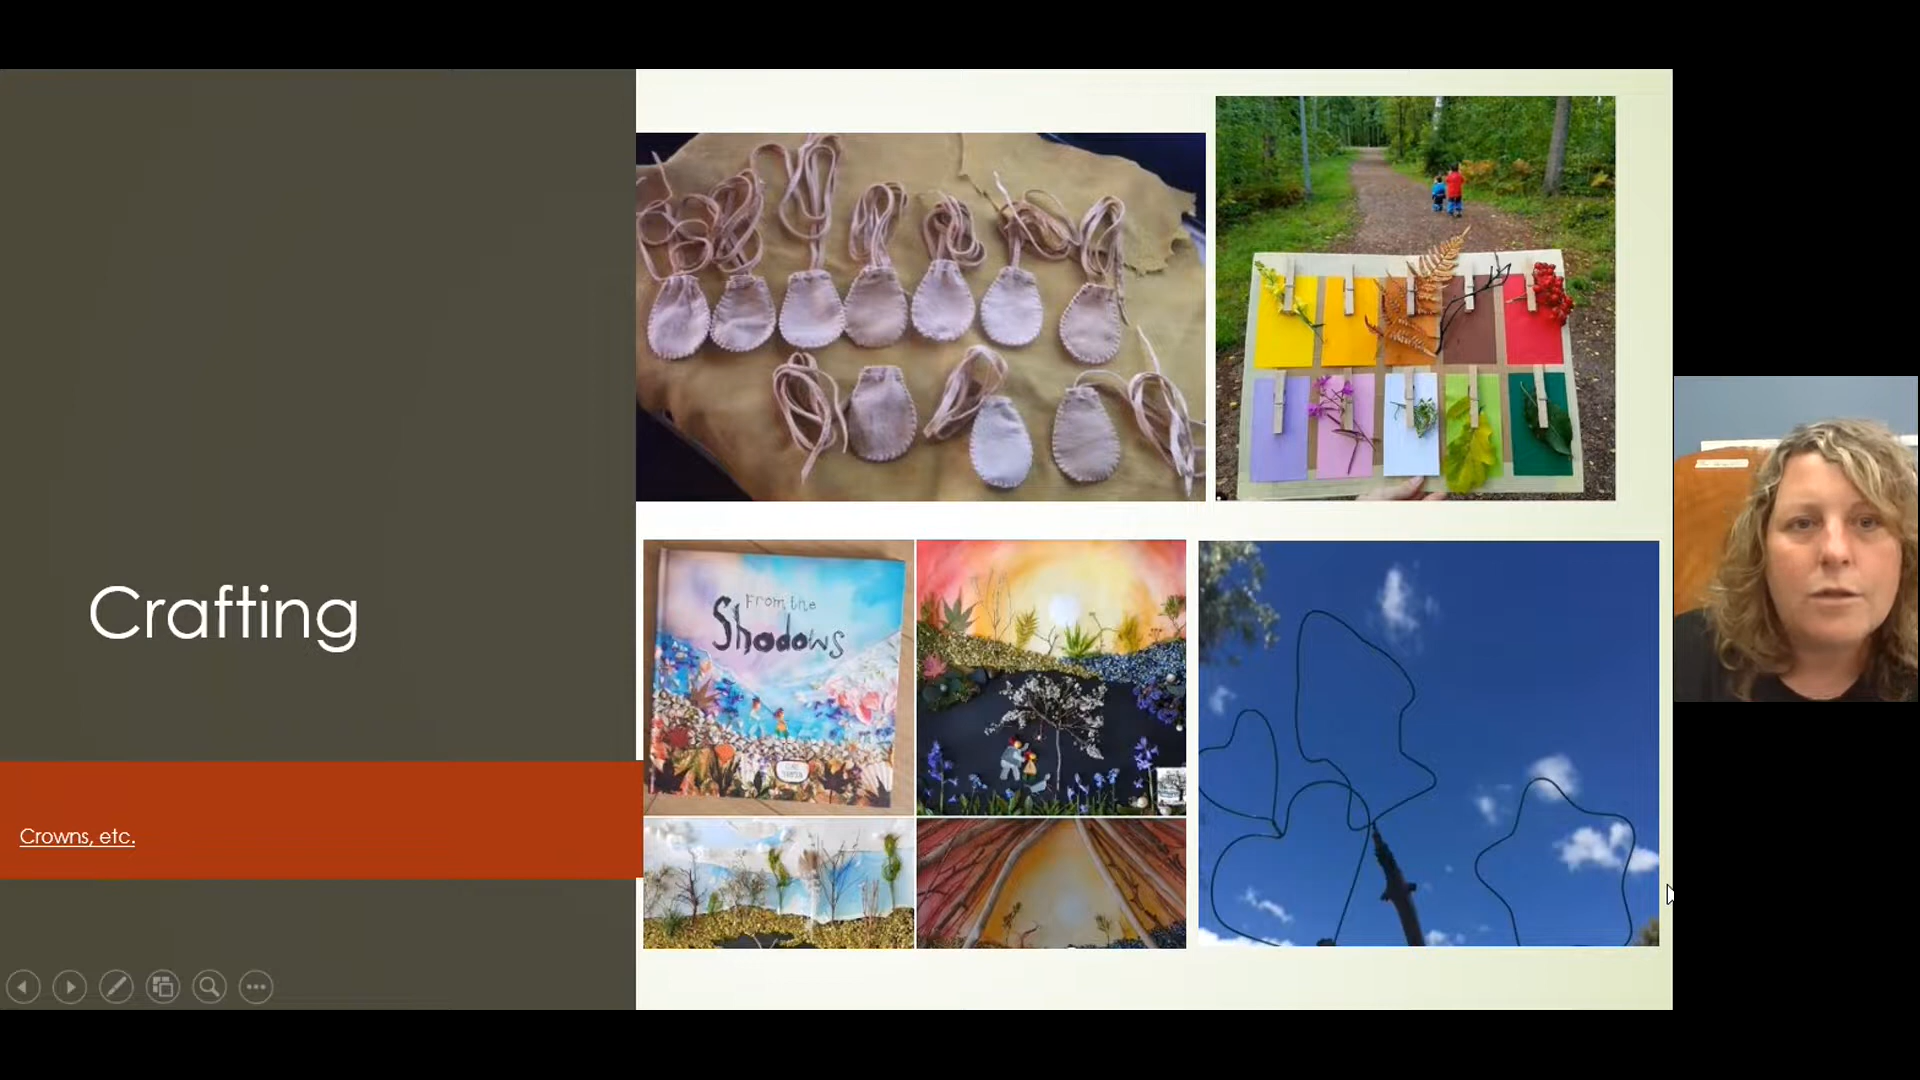 Crafting
Crowns, etc.
From the
Shadows